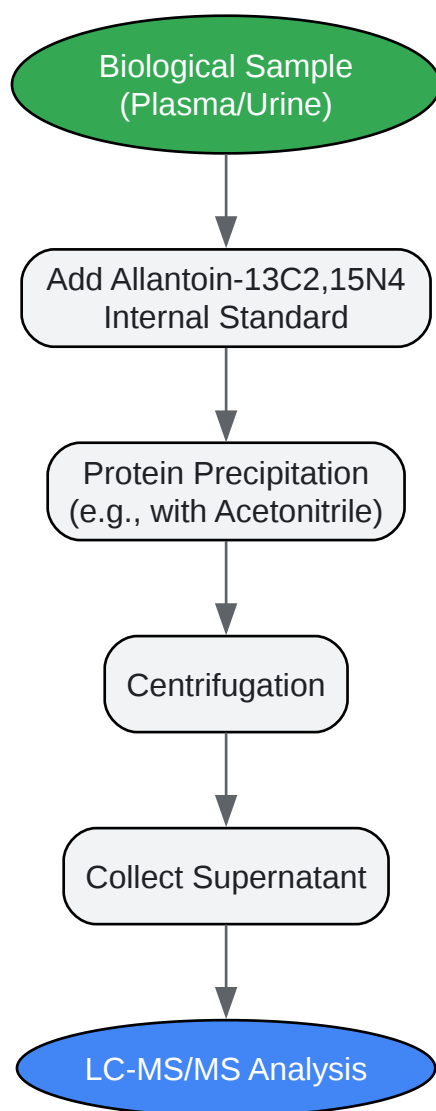 Biological Sample
(Plasma/Urine)
Add Allantoin-13C2,15N4
Internal Standard
Protein Precipitation
(e.g., with Acetonitrile)
Centrifugation
Collect Supernatant
LC-MS/MS Analysis